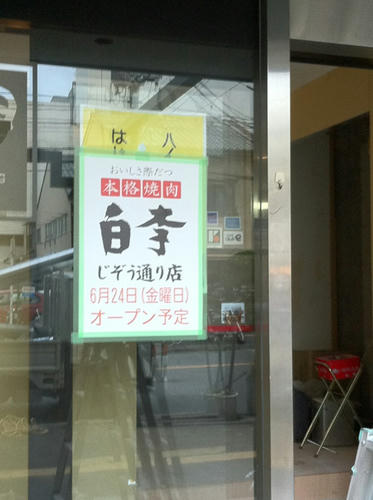 ハイ
は
おいしさ際だつ
本格焼肉
白李
じぞう通り店
6月24日(金曜日)
オープン予定